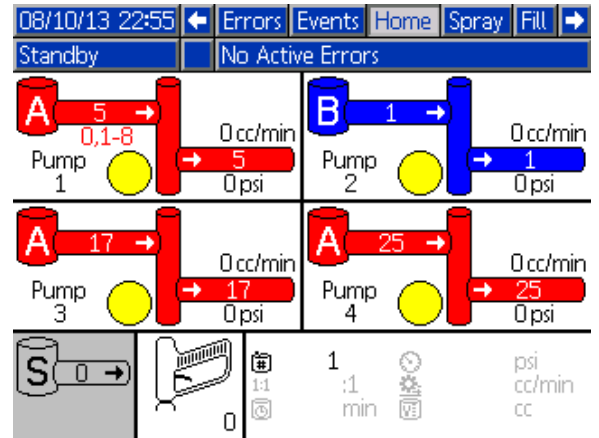 08/10/13 22:55 Errors Events Home Spray Fill
Standby No Active Errors
A 5
0,1-8
0 cc/min
Pump 1
5
0 psi
B 1
0 cc/min
Pump 2
1
0 psi
A 17
0 cc/min
Pump 3
17
0 psi
A 25
0 cc/min
Pump 4
25
0 psi
S 0
0
# 1
1:1 :1
min
psi
cc/min
cc